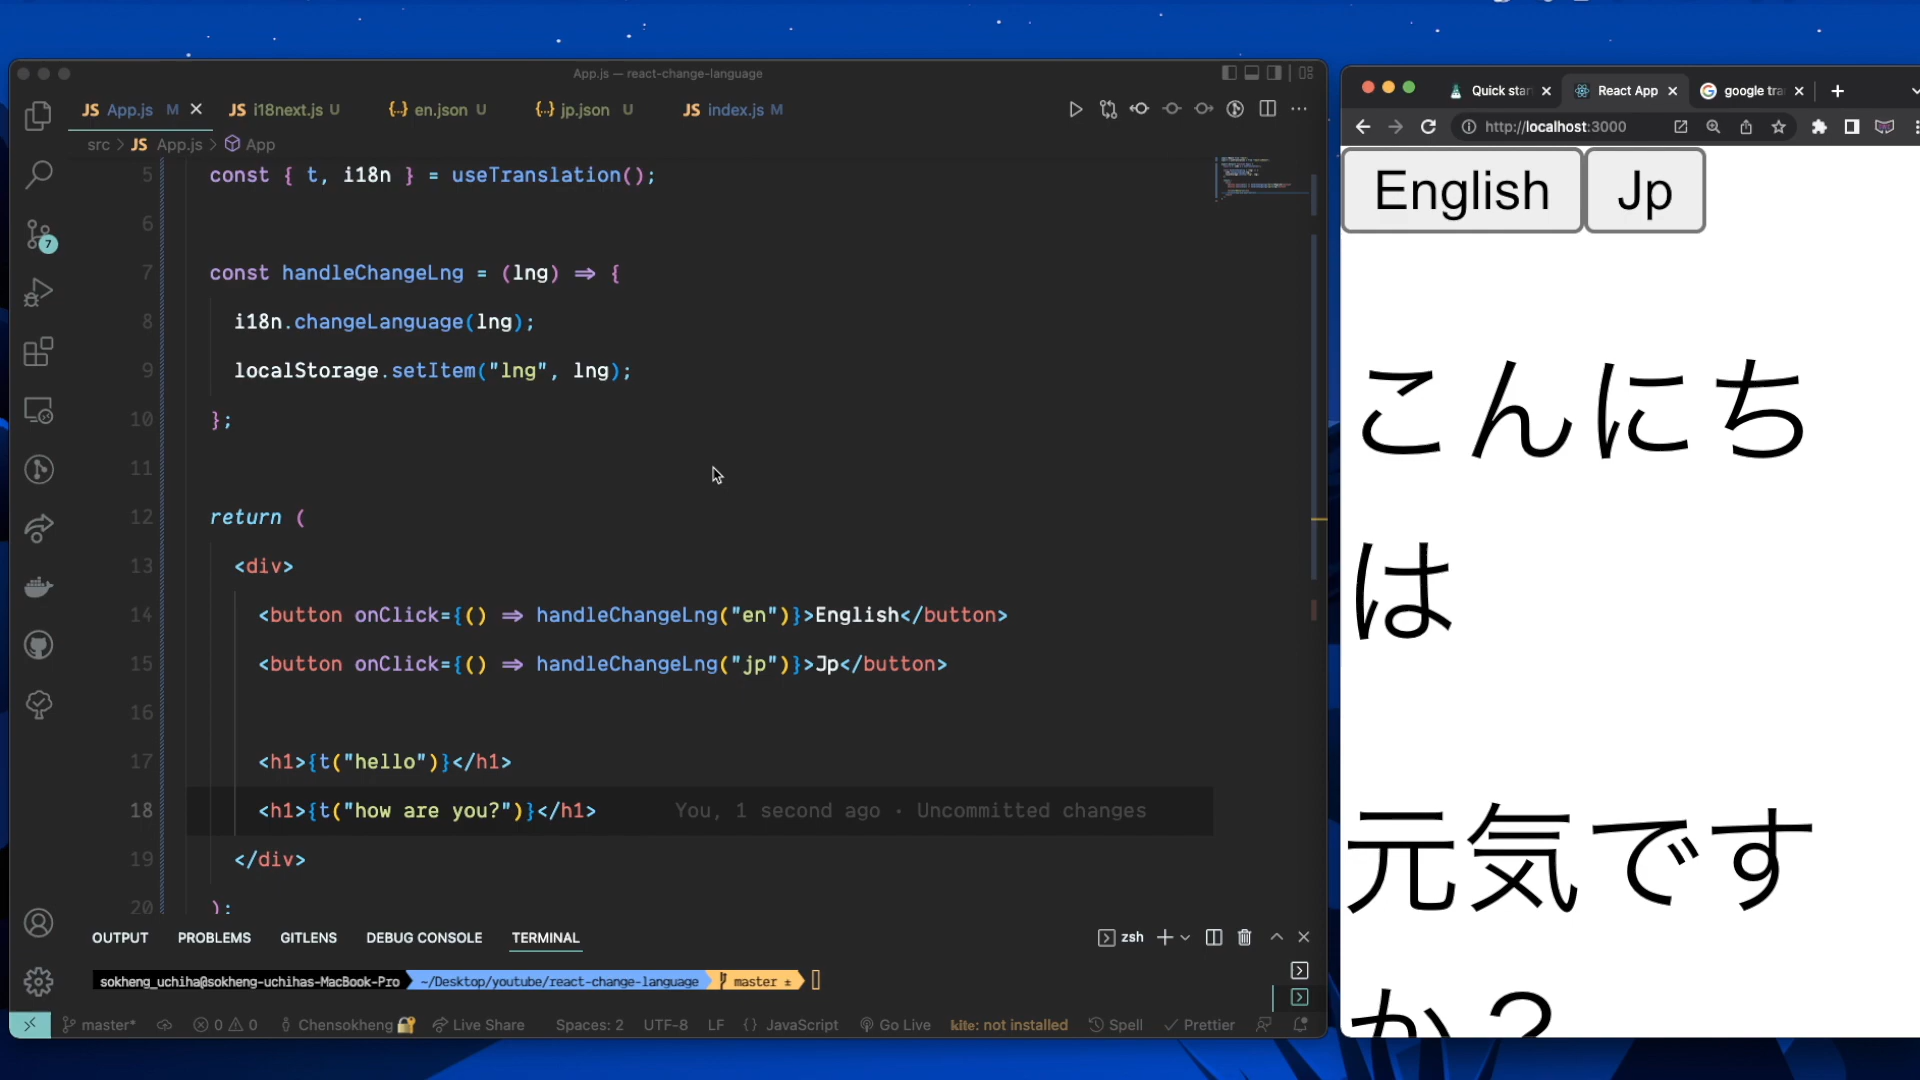 App.js — react-change-language
JS App.js M
JS i18next.js U
{..} en.json U
{..} jp.json U
JS index.js M
src > JS App.js > App
5 const { t, i18n } = useTranslation();
6
7 const handleChangeLng = (lng) ⇒ {
8 i18n.changeLanguage(lng);
9 localStorage.setItem("lng", lng);
10 };
11
12 return (
13 <div>
14 <button onClick={() ⇒ handleChangeLng("en")}>English</button>
15 <button onClick={() ⇒ handleChangeLng("jp")}>Jp</button>
16
17 <h1>{t("hello")}</h1>
18 <h1>{t("how are you?")}</h1> You, 1 second ago · Uncommitted changes
19 </div>
20 );
7
OUTPUT PROBLEMS GITLENS DEBUG CONSOLE TERMINAL
zsh
sokheng_uchiha@sokheng-uchihas-MacBook-Pro ~/Desktop/youtube/react-change-language master ±
master* 0 0 Chensokheng Live Share Spaces: 2 UTF-8 LF {} JavaScript Go Live kite: not installed Spell Prettier
Quick star
React App
google tra
http://localhost:3000
English Jp
こんにち
は
元気です
か？